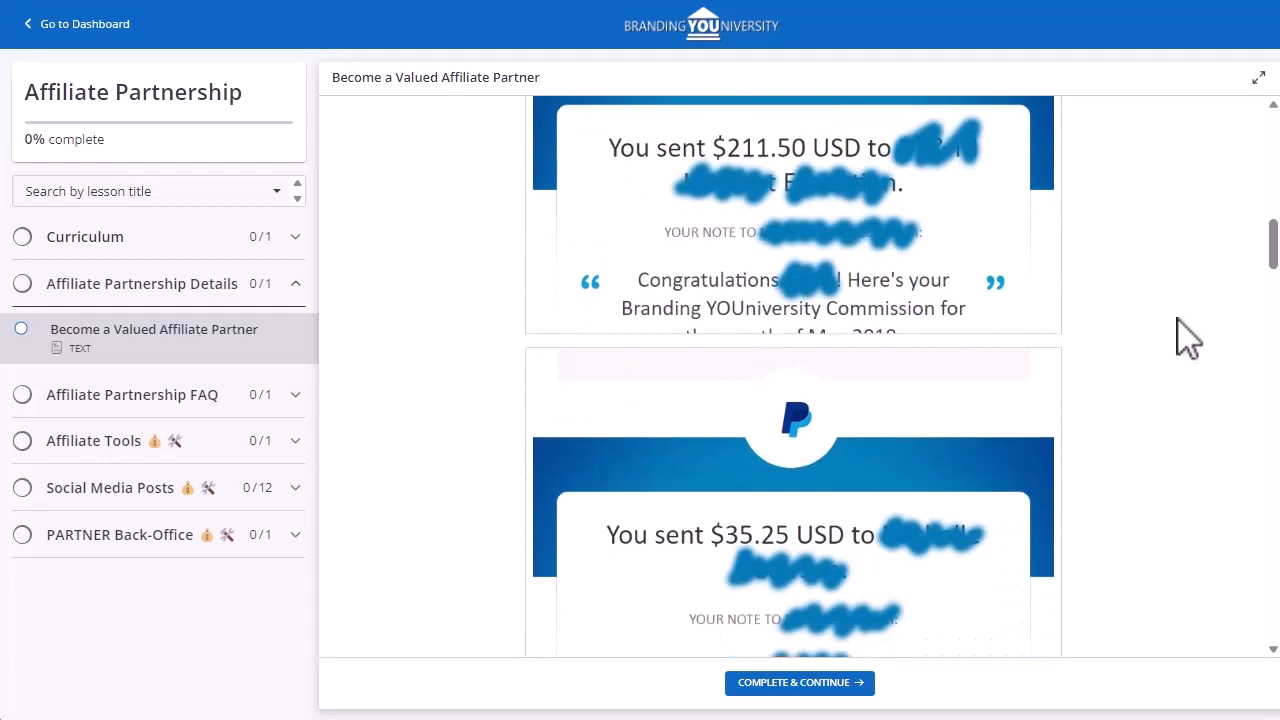 Go to Dashboard
BRANDING YOUNIVERSITY
Affiliate Partnership
0% complete
Search by lesson title
Curriculum 0/1
Affiliate Partnership Details 0/1
Become a Valued Affiliate Partner
TEXT
Affiliate Partnership FAQ 0/1
Affiliate Tools 0/1
Social Media Posts 0/12
PARTNER Back-Office 0/1
Become a Valued Affiliate Partner
You sent $211.50 USD to
YOUR NOTE TO
“ Congratulations ! Here's your ”
Branding YOUniversity Commission for
You sent $35.25 USD to
YOUR NOTE TO
COMPLETE & CONTINUE →